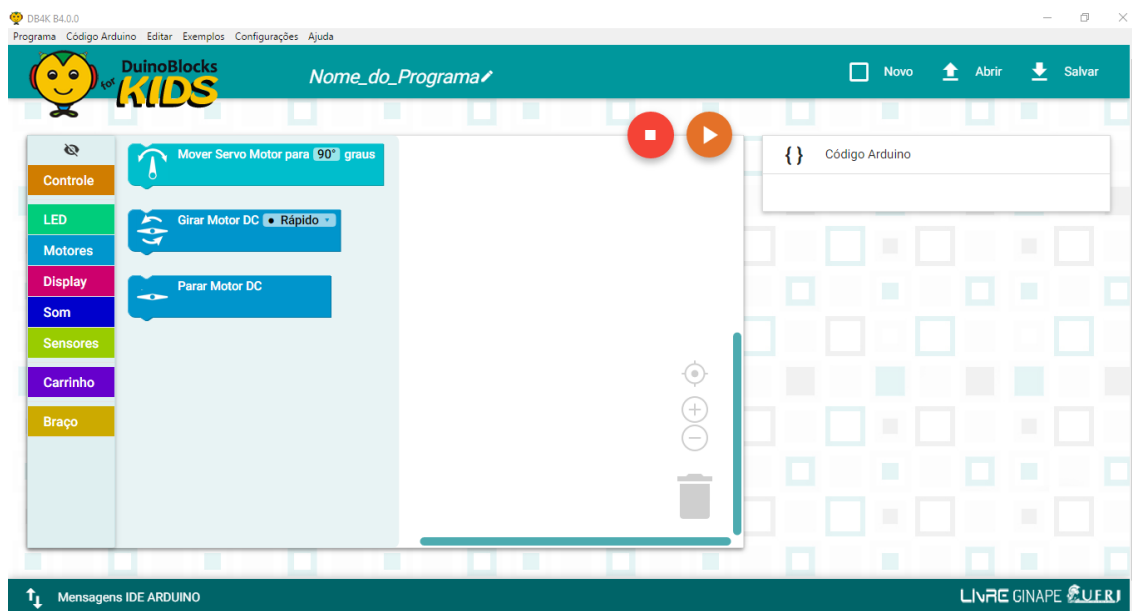 DB4K B4.0.0
Programa Código Arduino Editar Exemplos Configurações Ajuda
DuinoBlocks
for KIDS
Nome_do_Programa
Novo
Abrir
Salvar
Controle
LED
Motores
Display
Som
Sensores
Carrinho
Braço
Mover Servo Motor para 90° graus
Girar Motor DC • Rápido
Parar Motor DC
{ } Código Arduino
Mensagens IDE ARDUINO
LIVRE GINAPE UFRJ